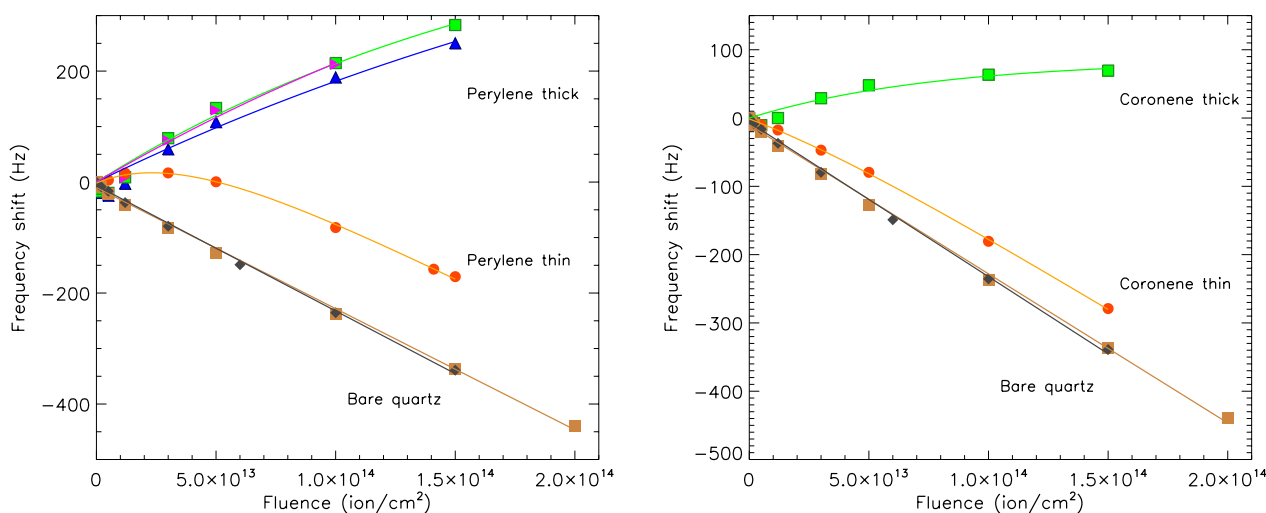 200
0
−200
−400
Frequency shift (Hz)
Perylene thick
Perylene thin
Bare quartz
0
5.0×10¹³
1.0×10¹⁴
1.5×10¹⁴
2.0×10¹⁴
Fluence (ion/cm²)
100
0
−100
−200
−300
−400
−500
Frequency shift (Hz)
Coronene thick
Coronene thin
Bare quartz
0
5.0×10¹³
1.0×10¹⁴
1.5×10¹⁴
2.0×10¹⁴
Fluence (ion/cm²)